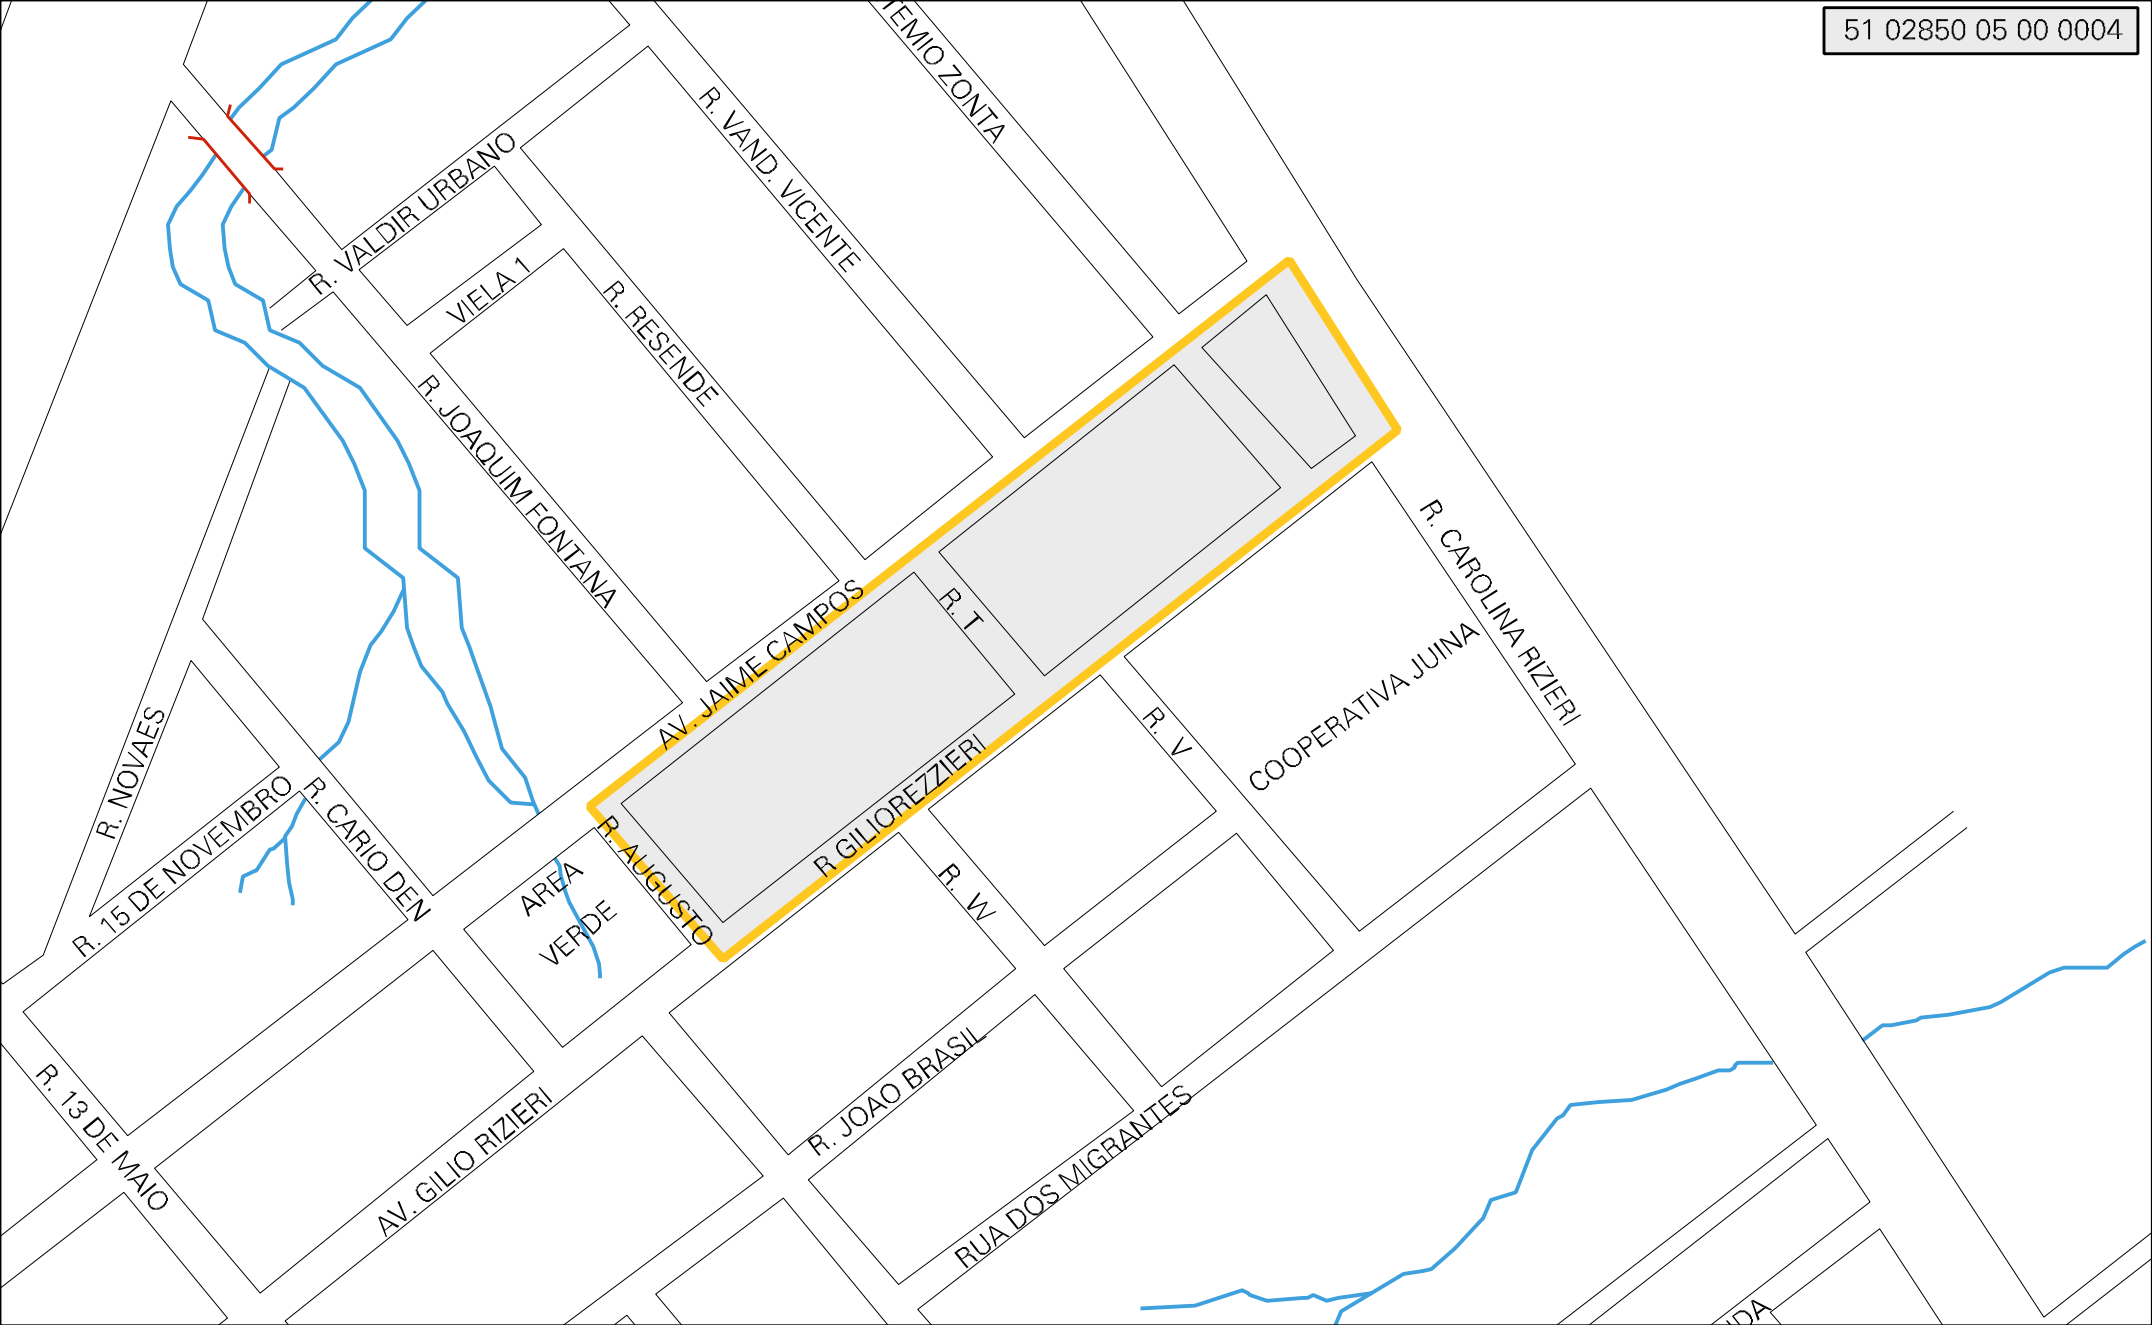 51 02850 05 00 0004
TEMIO ZONTA
R. VAND. VICENTE
R. VALDIR URBANO
VIELA 1
R. RESENDE
R. JOAQUIM FONTANA
R. CAROLINA RIZIERI
R. T
AV. JAIME CAMPOS
COOPERATIVA JUINA
R. NOVAES
R. V
R GILIOREZZIERI
R. 15 DE NOVEMBRO
R. CARIO DEN
R. AUGUSTO
AREA
VERDE
R. W
R. 13 DE MAIO
R. JOAO BRASIL
AV. GILIO RIZIERI
RUA DOS MIGRANTES